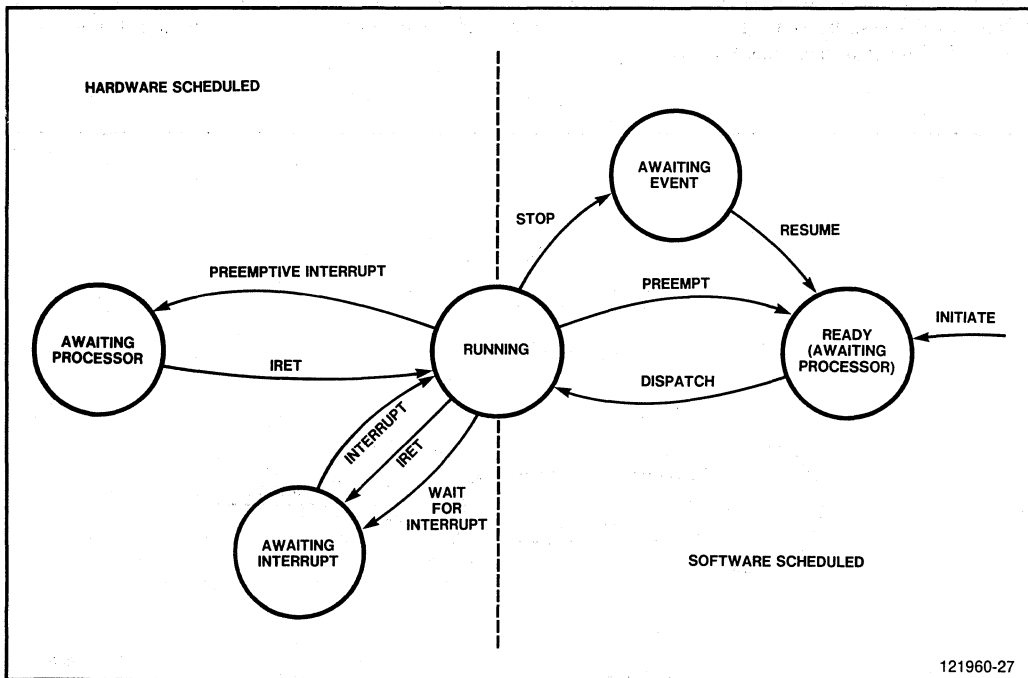 HARDWARE SCHEDULED
AWAITING
EVENT
STOP
RESUME
PREEMPTIVE INTERRUPT
PREEMPT
INITIATE
AWAITING
PROCESSOR
RUNNING
READY
(AWAITING
PROCESSOR)
IRET
DISPATCH
INTERRUPT
IRET
WAIT
FOR
INTERRUPT
AWAITING
INTERRUPT
SOFTWARE SCHEDULED
121960-27